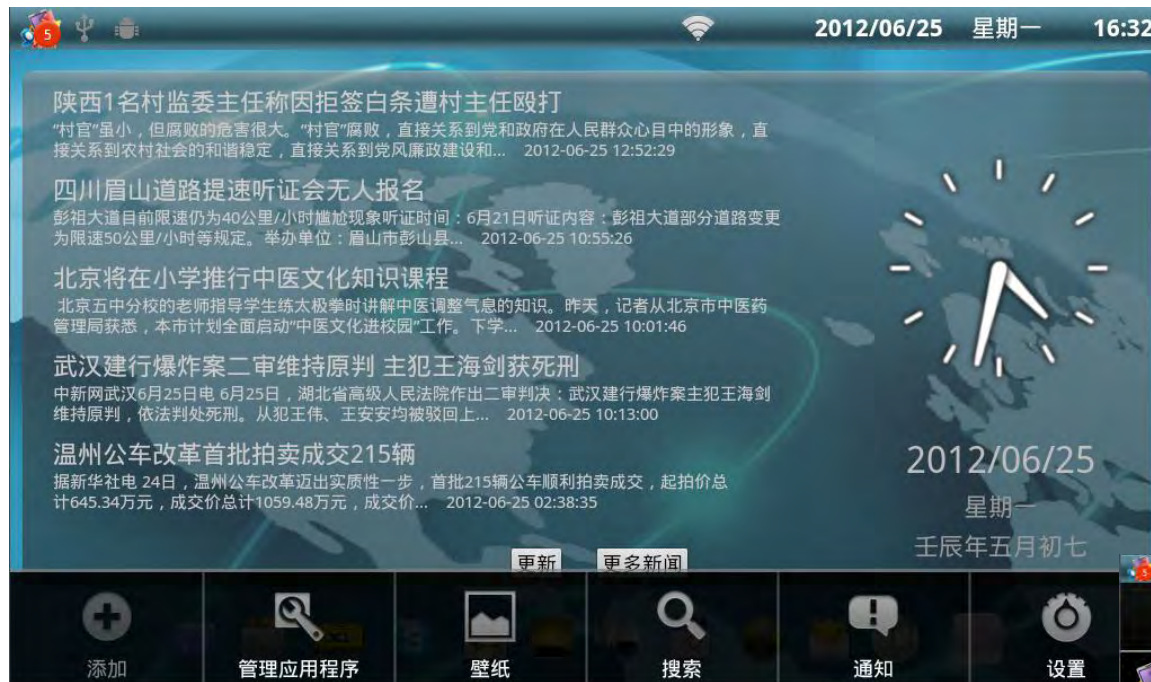 5
2012/06/25 星期一 16:32
陕西1名村监委主任称因拒签白条遭村主任殴打
“村官”虽小，但腐败的危害很大。“村官”腐败，直接关系到党和政府在人民群众心目中的形象，直
接关系到农村社会的和谐稳定，直接关系到党风廉政建设和... 2012-06-25 12:52:29
四川眉山道路提速听证会无人报名
彭祖大道目前限速仍为40公里/小时尴尬现象听证时间：6月21日听证内容：彭祖大道部分道路变更
为限速50公里/小时等规定。举办单位：眉山市彭山县... 2012-06-25 10:55:26
北京将在小学推行中医文化知识课程
北京五中分校的老师指导学生练太极拳时讲解中医调整气息的知识。昨天，记者从北京市中医药
管理局获悉，本市计划全面启动“中医文化进校园”工作。下学... 2012-06-25 10:01:46
武汉建行爆炸案二审维持原判 主犯王海剑获死刑
中新网武汉6月25日电 6月25日，湖北省高级人民法院作出二审判决：武汉建行爆炸案主犯王海剑
维持原判，依法判处死刑。从犯王伟、王安安均被驳回上... 2012-06-25 10:13:00
温州公车改革首批拍卖成交215辆
据新华社电 24日，温州公车改革迈出实质性一步，首批215辆公车顺利拍卖成交，起拍价总
计645.34万元，成交价总计1059.48万元，成交价... 2012-06-25 02:38:35
2012/06/25
星期一
壬辰年五月初七
更新 更多新闻
添加 管理应用程序 壁纸 搜索 通知 设置